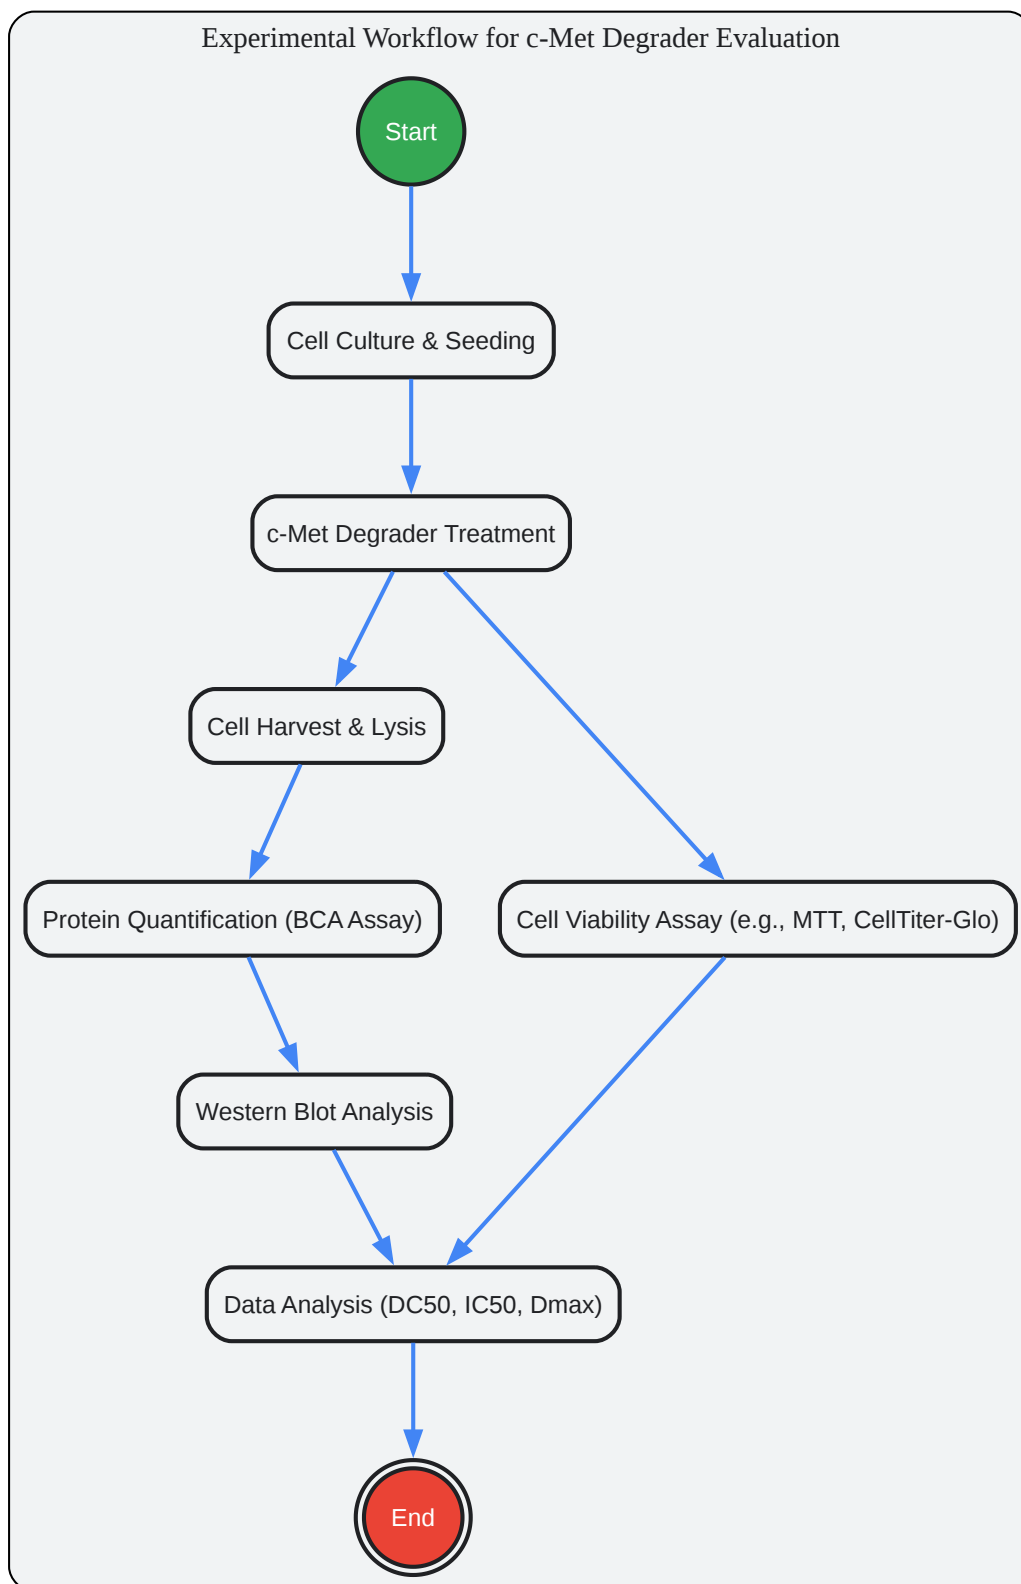 Experimental Workflow for c-Met Degrader Evaluation
Start
Cell Culture & Seeding
c-Met Degrader Treatment
Cell Harvest & Lysis
Protein Quantification (BCA Assay)
Cell Viability Assay (e.g., MTT, CellTiter-Glo)
Western Blot Analysis
Data Analysis (DC50, IC50, Dmax)
End